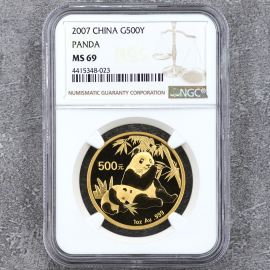 2007 CHINA G500Y
PANDA
MS 69
4415348-023
NGC
NUMISMATIC GUARANTY CORPORATION
NGC
500元
1oz Au .999